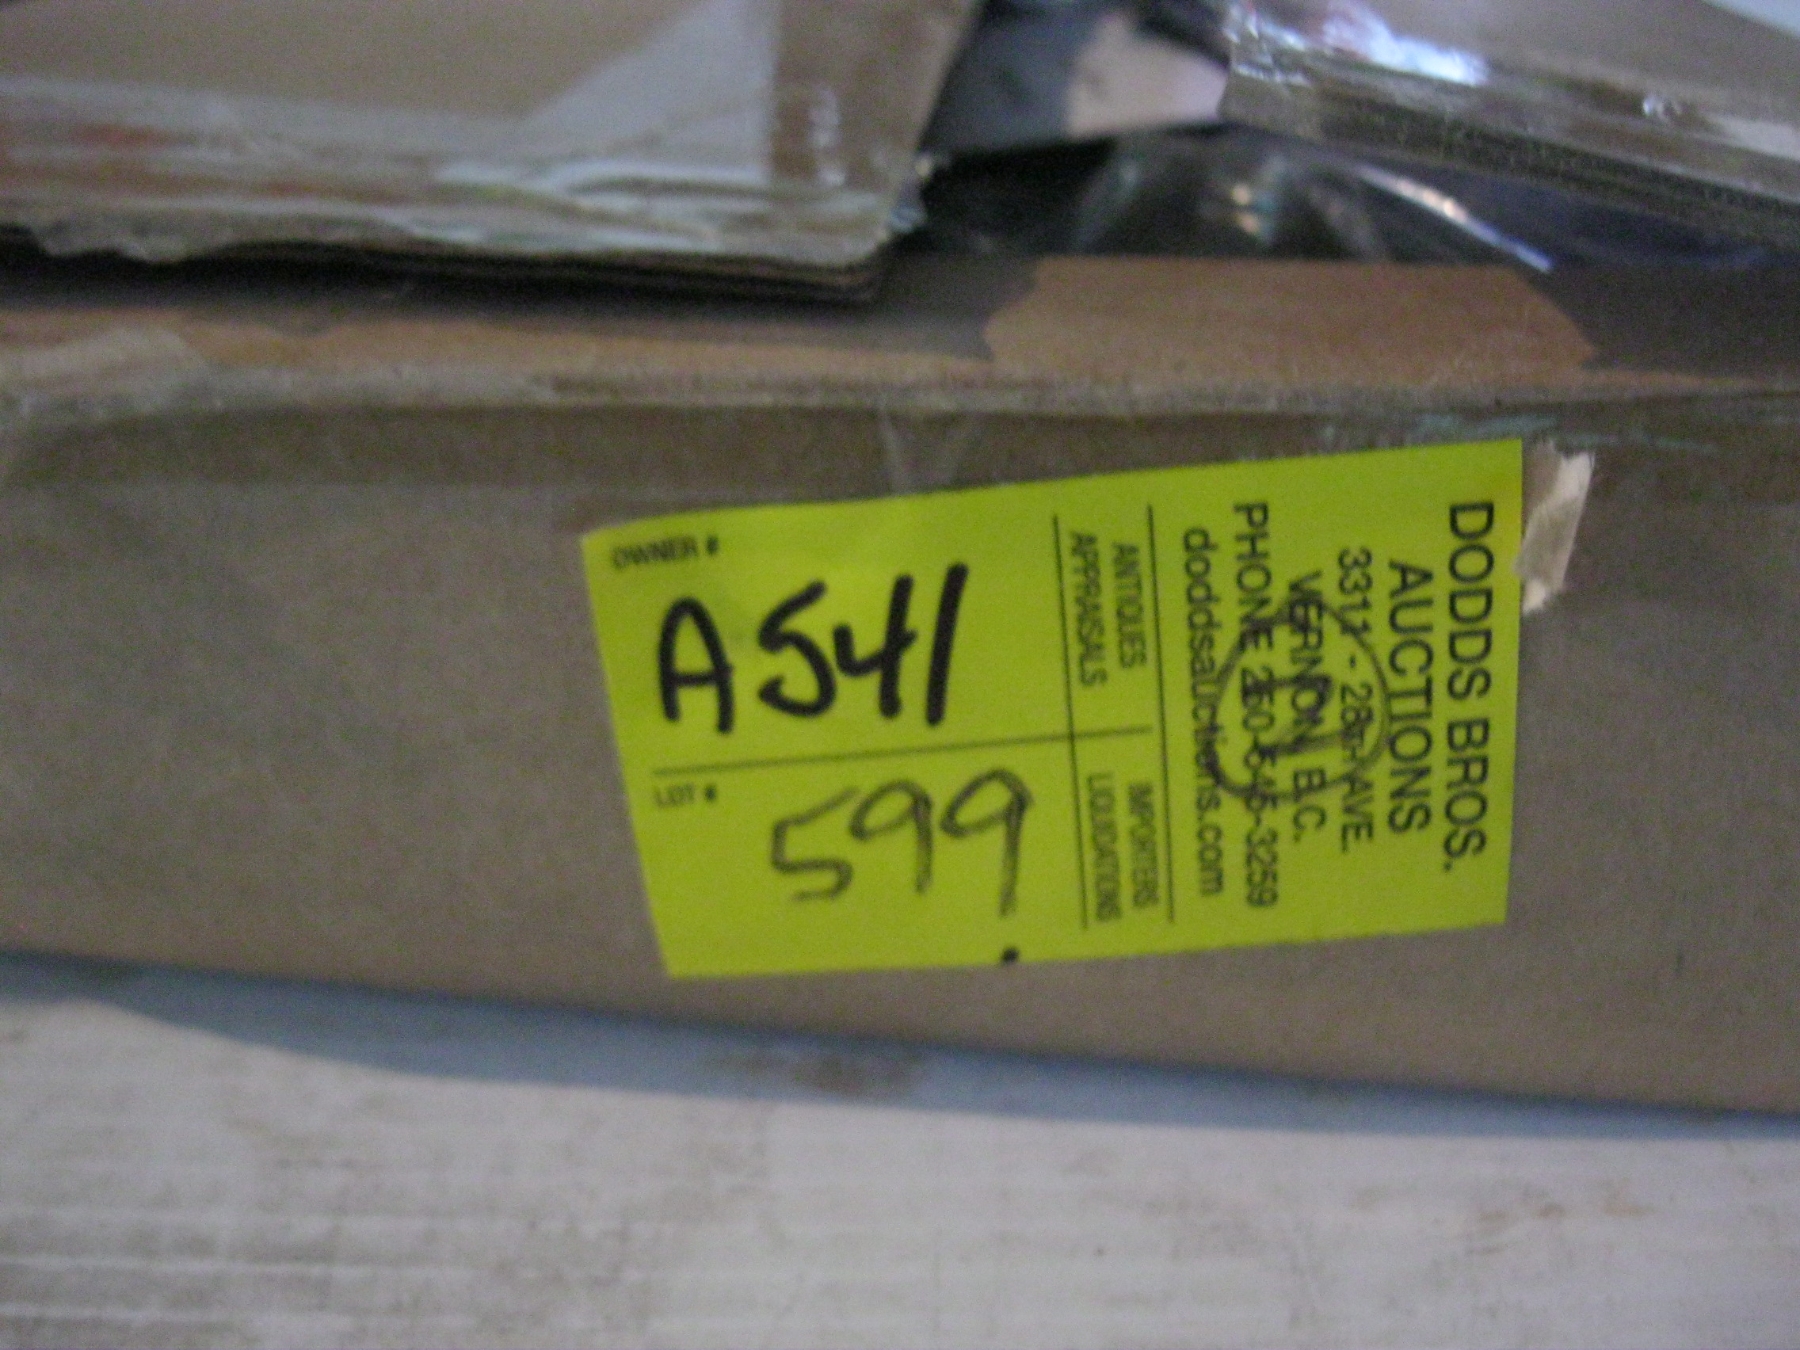 OWNER #
A541
LOT #
599.
DODDS BROS.
AUCTIONS
3311 - 28TH AVE.
VERNON B.C.
PHONE 250-545-3259
doddsauctions.com
ANTIQUES
APPRAISALS
IMPORTERS
LIQUIDATIONS